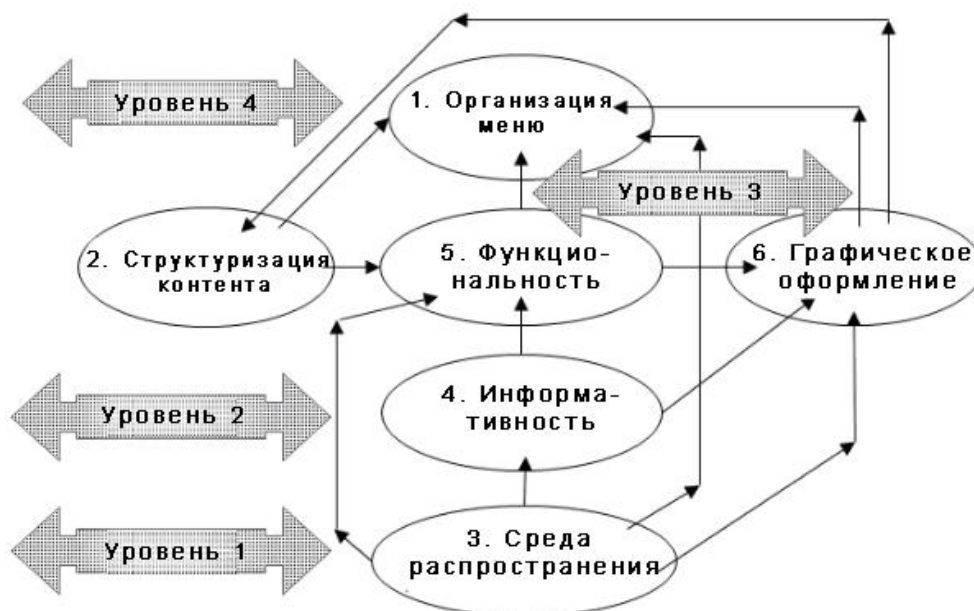 Уровень 4
1. Организация
меню
Уровень 3
2. Структуризация
контента
5. Функцио-
нальность
6. Графическое
оформление
Уровень 2
4. Информа-
тивность
Уровень 1
3. Среда
распространения